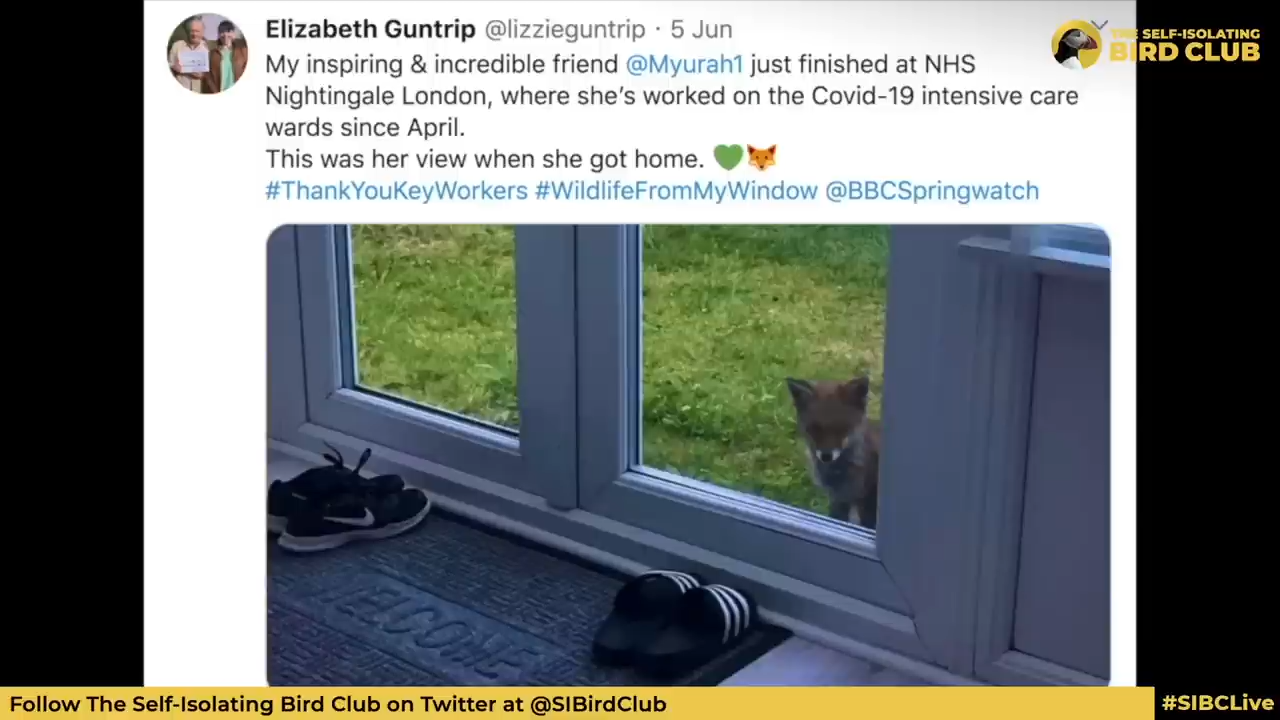 Elizabeth Guntrip @lizzieguntrip · 5 Jun
THE SELF-ISOLATING
BIRD CLUB
My inspiring & incredible friend @Myurah1 just finished at NHS
Nightingale London, where she's worked on the Covid-19 intensive care
wards since April.
This was her view when she got home. 💚🦊
#ThankYouKeyWorkers #WildlifeFromMyWindow @BBCSpringwatch
WELCOME
Follow The Self-Isolating Bird Club on Twitter at @SIBirdClub
#SIBCLive